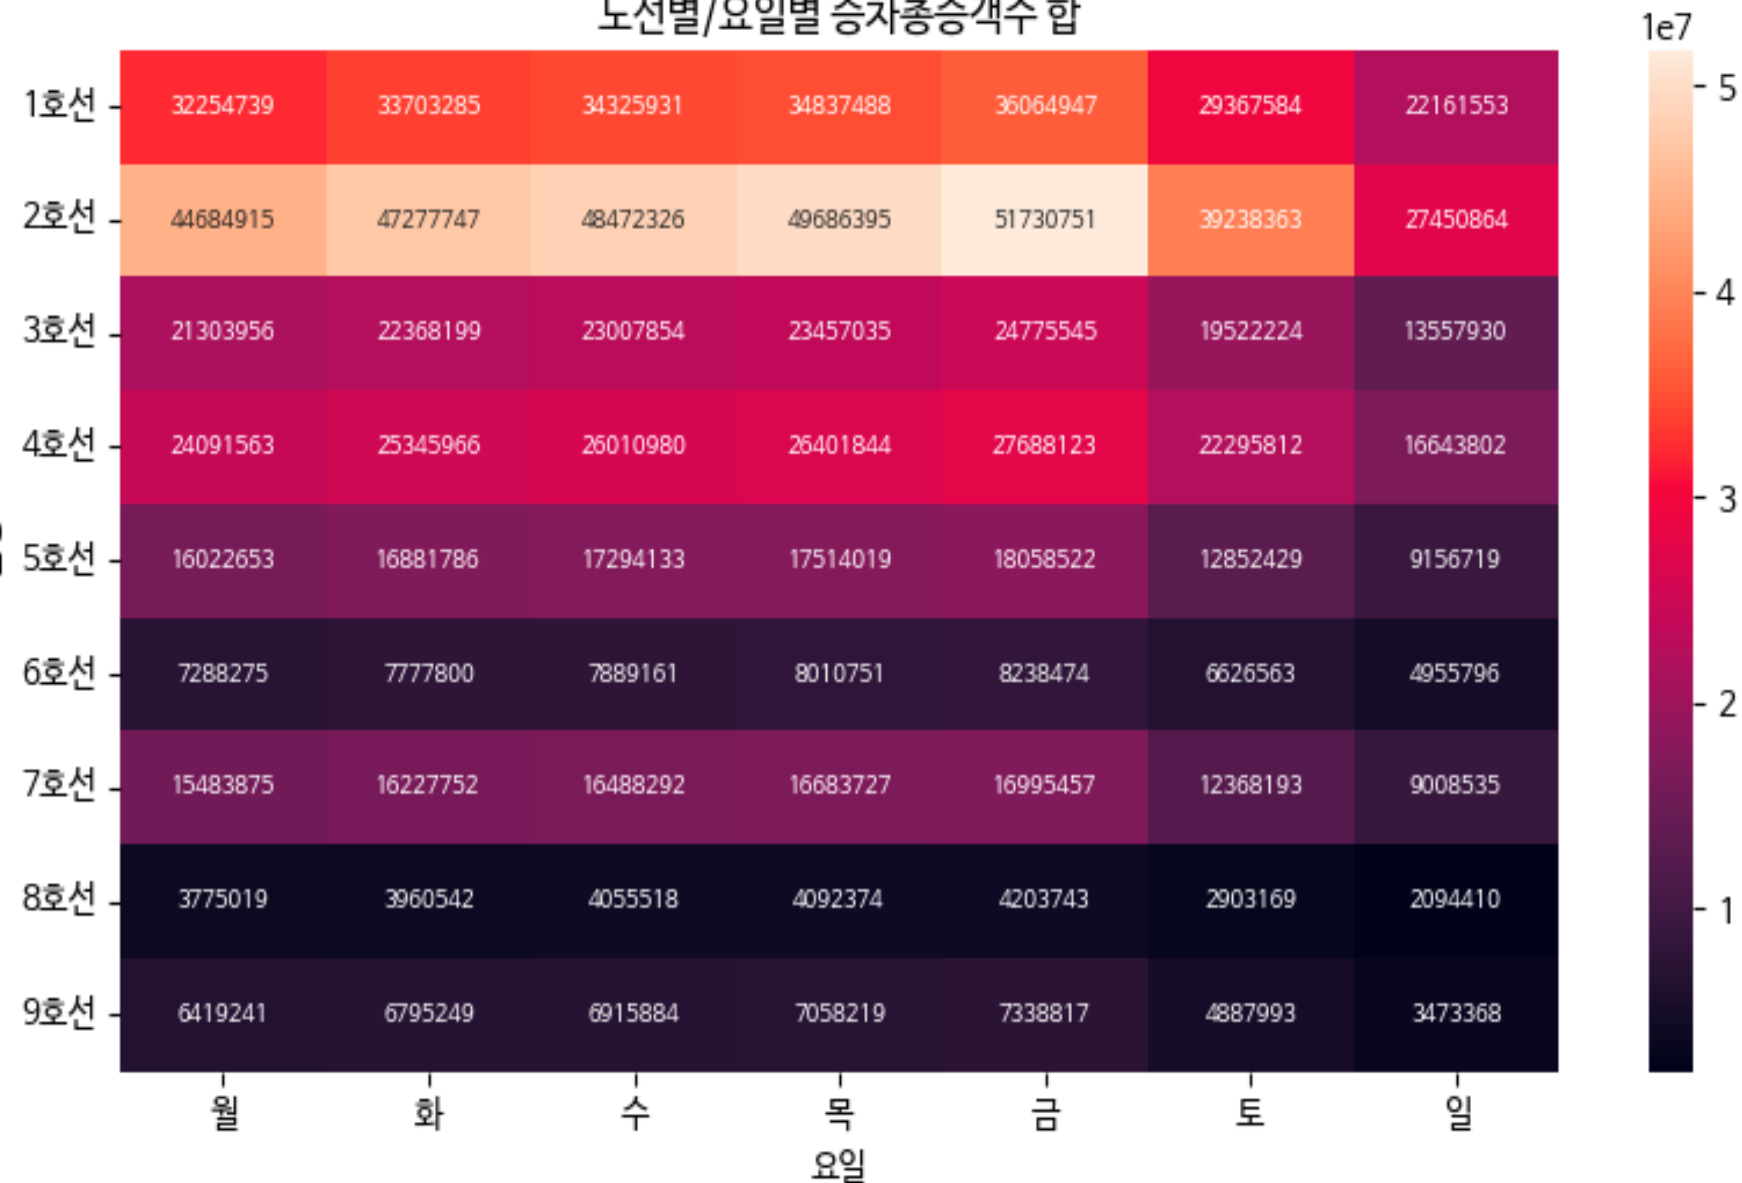 노선별/요일별 승차총승객수 합
1e7
1호선 32254739 33703285 34325931 34837488 36064947 29367584 22161553
5
2호선 44684915 47277747 48472326 49686395 51730751 39238363 27450864
4
3호선 21303956 22368199 23007854 23457035 24775545 19522224 13557930
4호선 24091563 25345966 26010980 26401844 27688123 22295812 16643802
3
5호선 16022653 16881786 17294133 17514019 18058522 12852429 9156719
6호선 7288275 7777800 7889161 8010751 8238474 6626563 4955796
2
7호선 15483875 16227752 16488292 16683727 16995457 12368193 9008535
8호선 3775019 3960542 4055518 4092374 4203743 2903169 2094410
1
9호선 6419241 6795249 6915884 7058219 7338817 4887993 3473368
월 화 수 목 금 토 일
요일